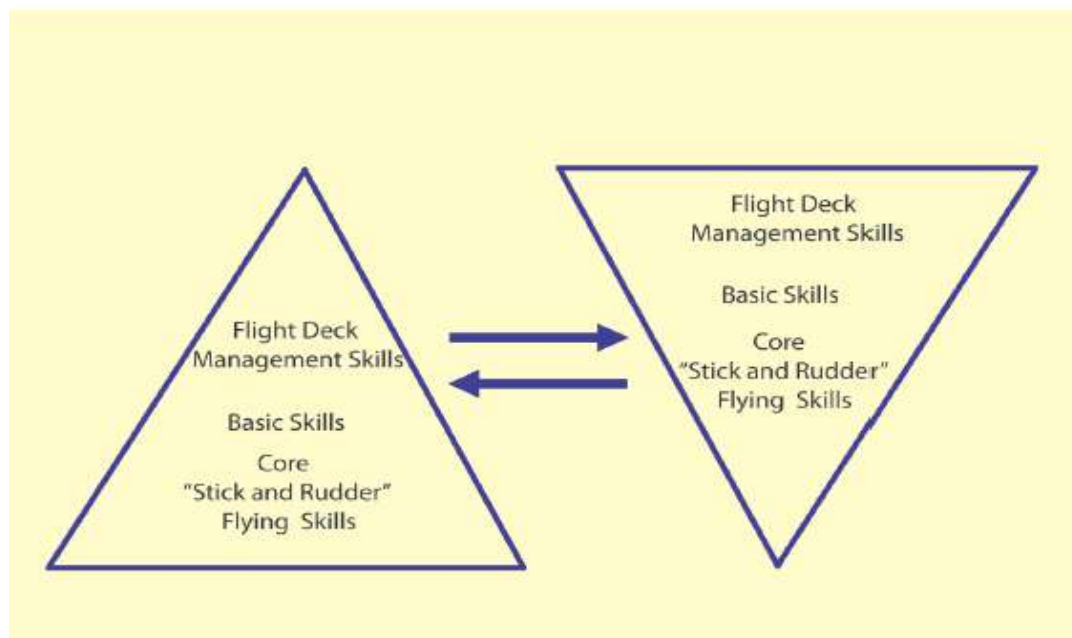 Flight Deck
Management Skills
Basic Skills
Core
"Stick and Rudder"
Flying Skills
Flight Deck
Management Skills
Basic Skills
Core
"Stick and Rudder"
Flying Skills